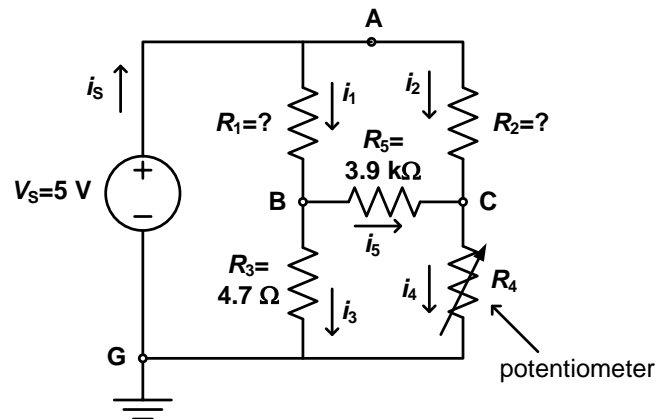 A
iS
i1
i2
R1=?
R5=
3.9 kΩ
R2=?
VS=5 V
+
–
B
C
i5
R3=
4.7 Ω
i3
i4
R4
G
potentiometer